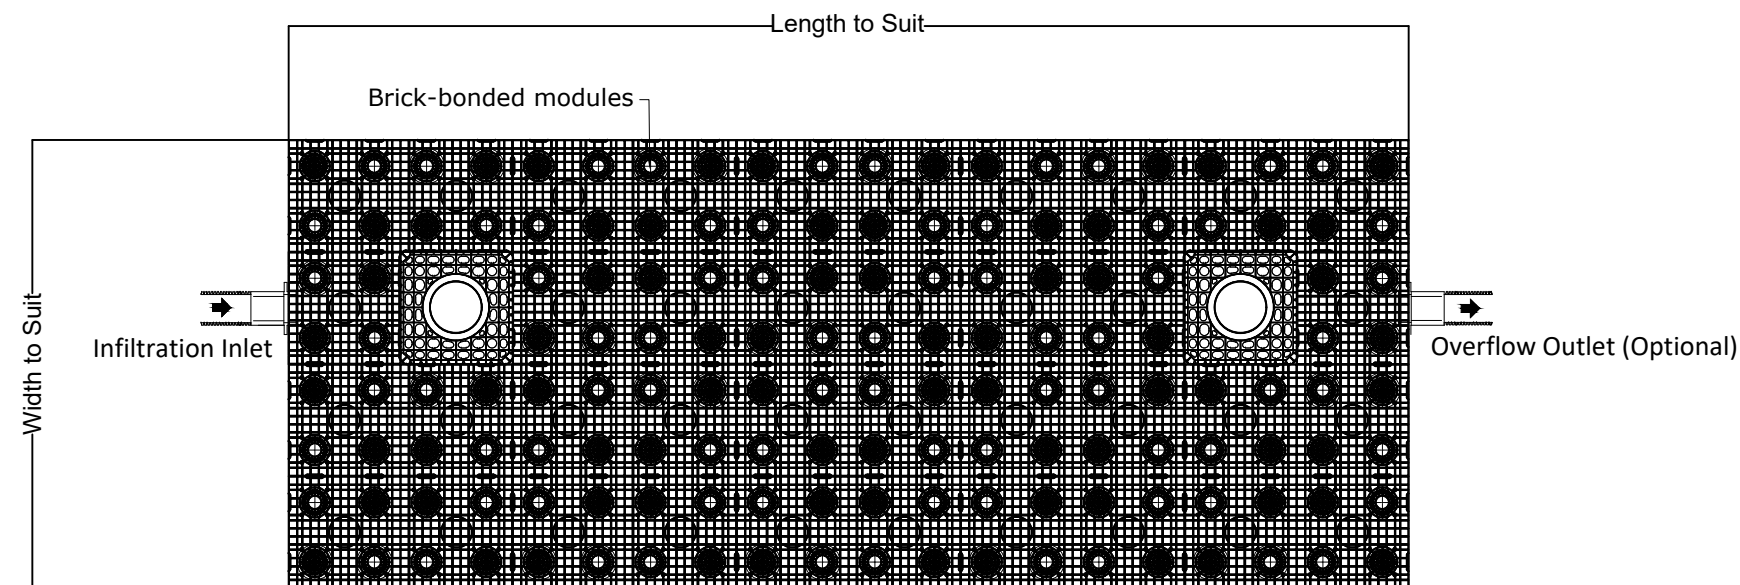 Length to Suit
Brick-bonded modules
Width to Suit
Infiltration Inlet
Overflow Outlet (Optional)